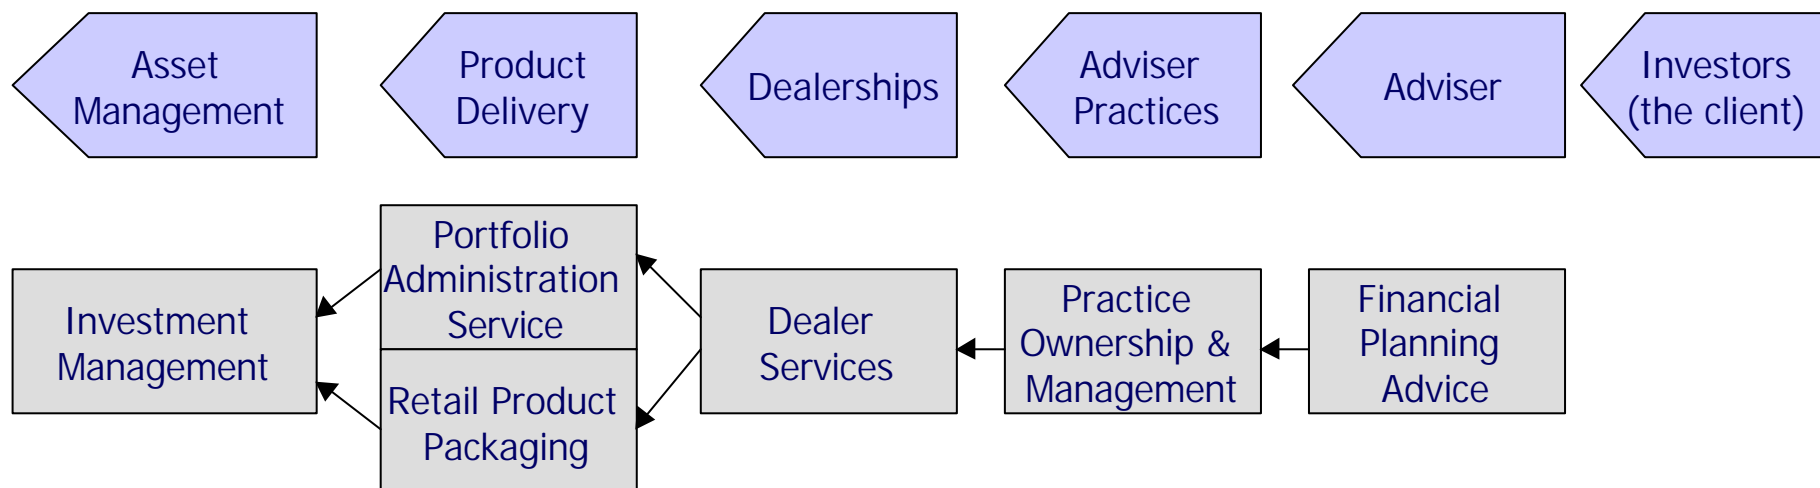 Asset
Management
Product
Delivery
Dealerships
Adviser
Practices
Adviser
Investors
(the client)
Investment
Management
Portfolio
Administration
Service
Retail Product
Packaging
Dealer
Services
Practice
Ownership &
Management
Financial
Planning
Advice